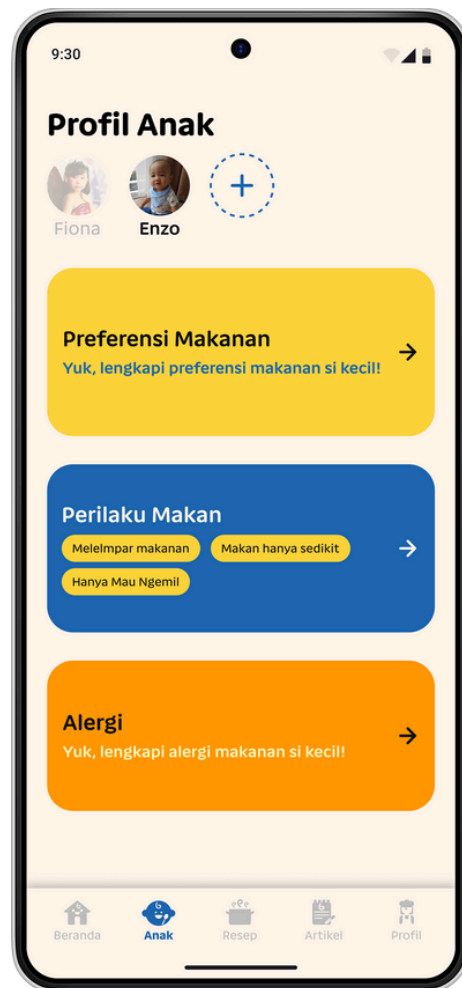 9:30
Profil Anak
Fiona
Enzo
Preferensi Makanan
Yuk, lengkapi preferensi makanan si kecil!
Perilaku Makan
Melelmpar makanan
Makan hanya sedikit
Hanya Mau Ngemil
Alergi
Yuk, lengkapi alergi makanan si kecil!
Beranda
Anak
Resep
Artikel
Profil